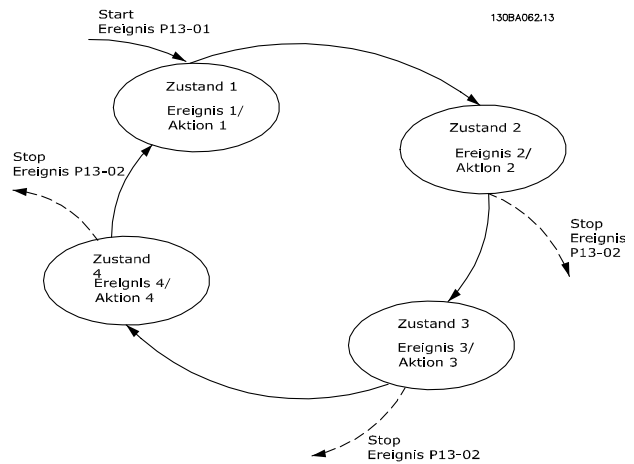 Start
Ereignis P13-01
130BA062.13
Zustand 1
Ereignis 1/
Aktion 1
Zustand 2
Ereignis 2/
Aktion 2
Stop
Ereignis P13-02
Stop
Ereignis
P13-02
Zustand
4
Ereignis 4/
Aktion 4
Zustand 3
Ereignis 3/
Aktion 3
Stop
Ereignis P13-02